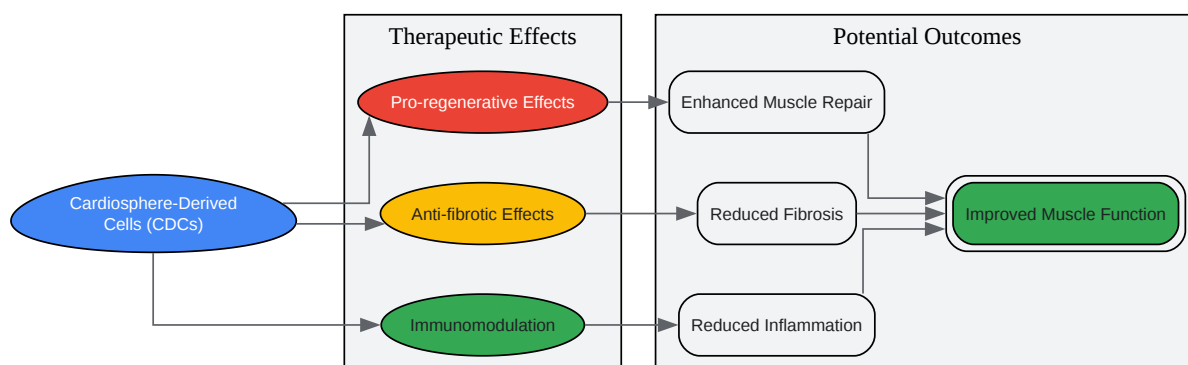 Therapeutic Effects
Potential Outcomes
Pro-regenerative Effects
Enhanced Muscle Repair
Cardiosphere-Derived
Cells (CDCs)
Anti-fibrotic Effects
Reduced Fibrosis
Improved Muscle Function
Immunomodulation
Reduced Inflammation